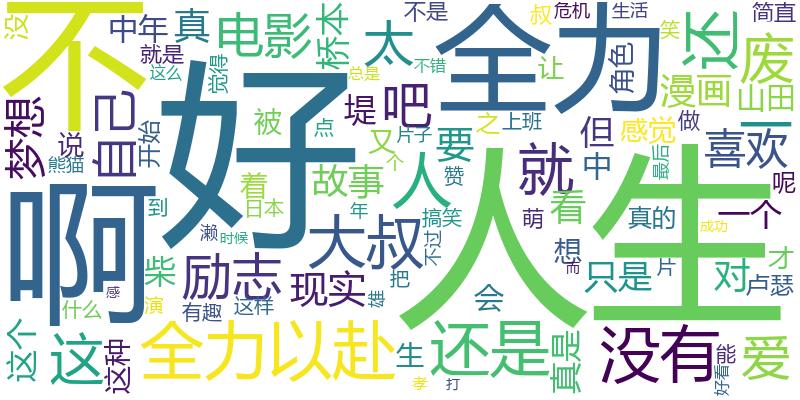 不
好
啊
人生
全力
全力以赴
还是
没有
就
大叔
励志
现实
这
爱
还
废
太
电影
真
中年
桥本
不是
叔
危机
生活
简直
没
就是
这么
觉得
总是
不错
让
笑
角色
漫画
山田
一
梦想
说
自己
开始
熊猫
被
点
堤
吧
片子
又
个
要
之
上班
但
中
感觉
做
最后
喜欢
呢
到
着
日本
故事
年
人
赞
搞笑
萌
看
真的
一个
成功
濑
时候
不过
想
而
只是
片
对
才
卢瑟
柴
感
什么
演
有趣
这样
把
雄
会
这个
这种
生
真是
孝
打
好看
能